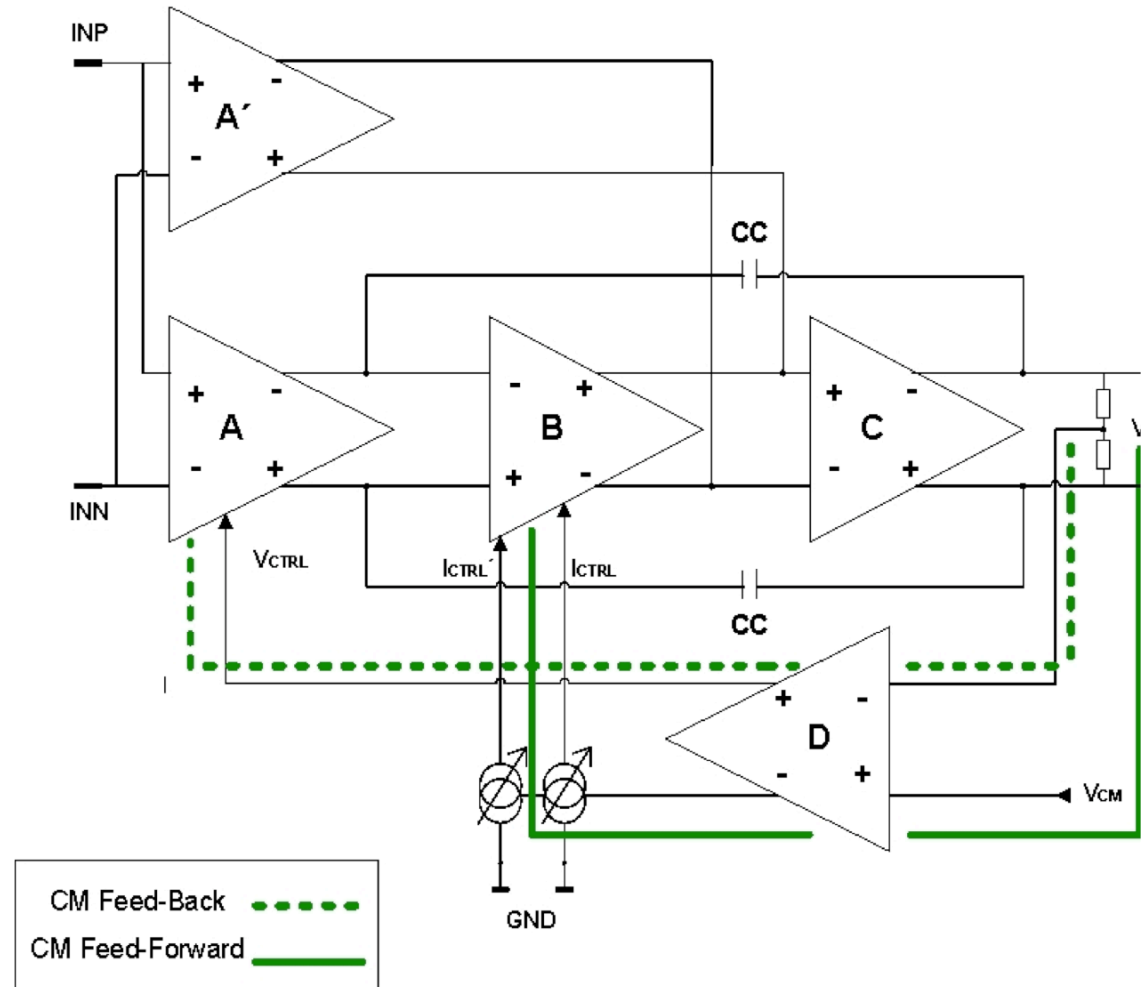 INP
+
-
A´
-
+
CC
+
-
-
+
+
-
A
B
C
V
-
+
+
-
-
+
INN
VCTRL
ICTRL´
ICTRL
CC
+
-
D
-
+
VCM
GND
CM Feed-Back
CM Feed-Forward